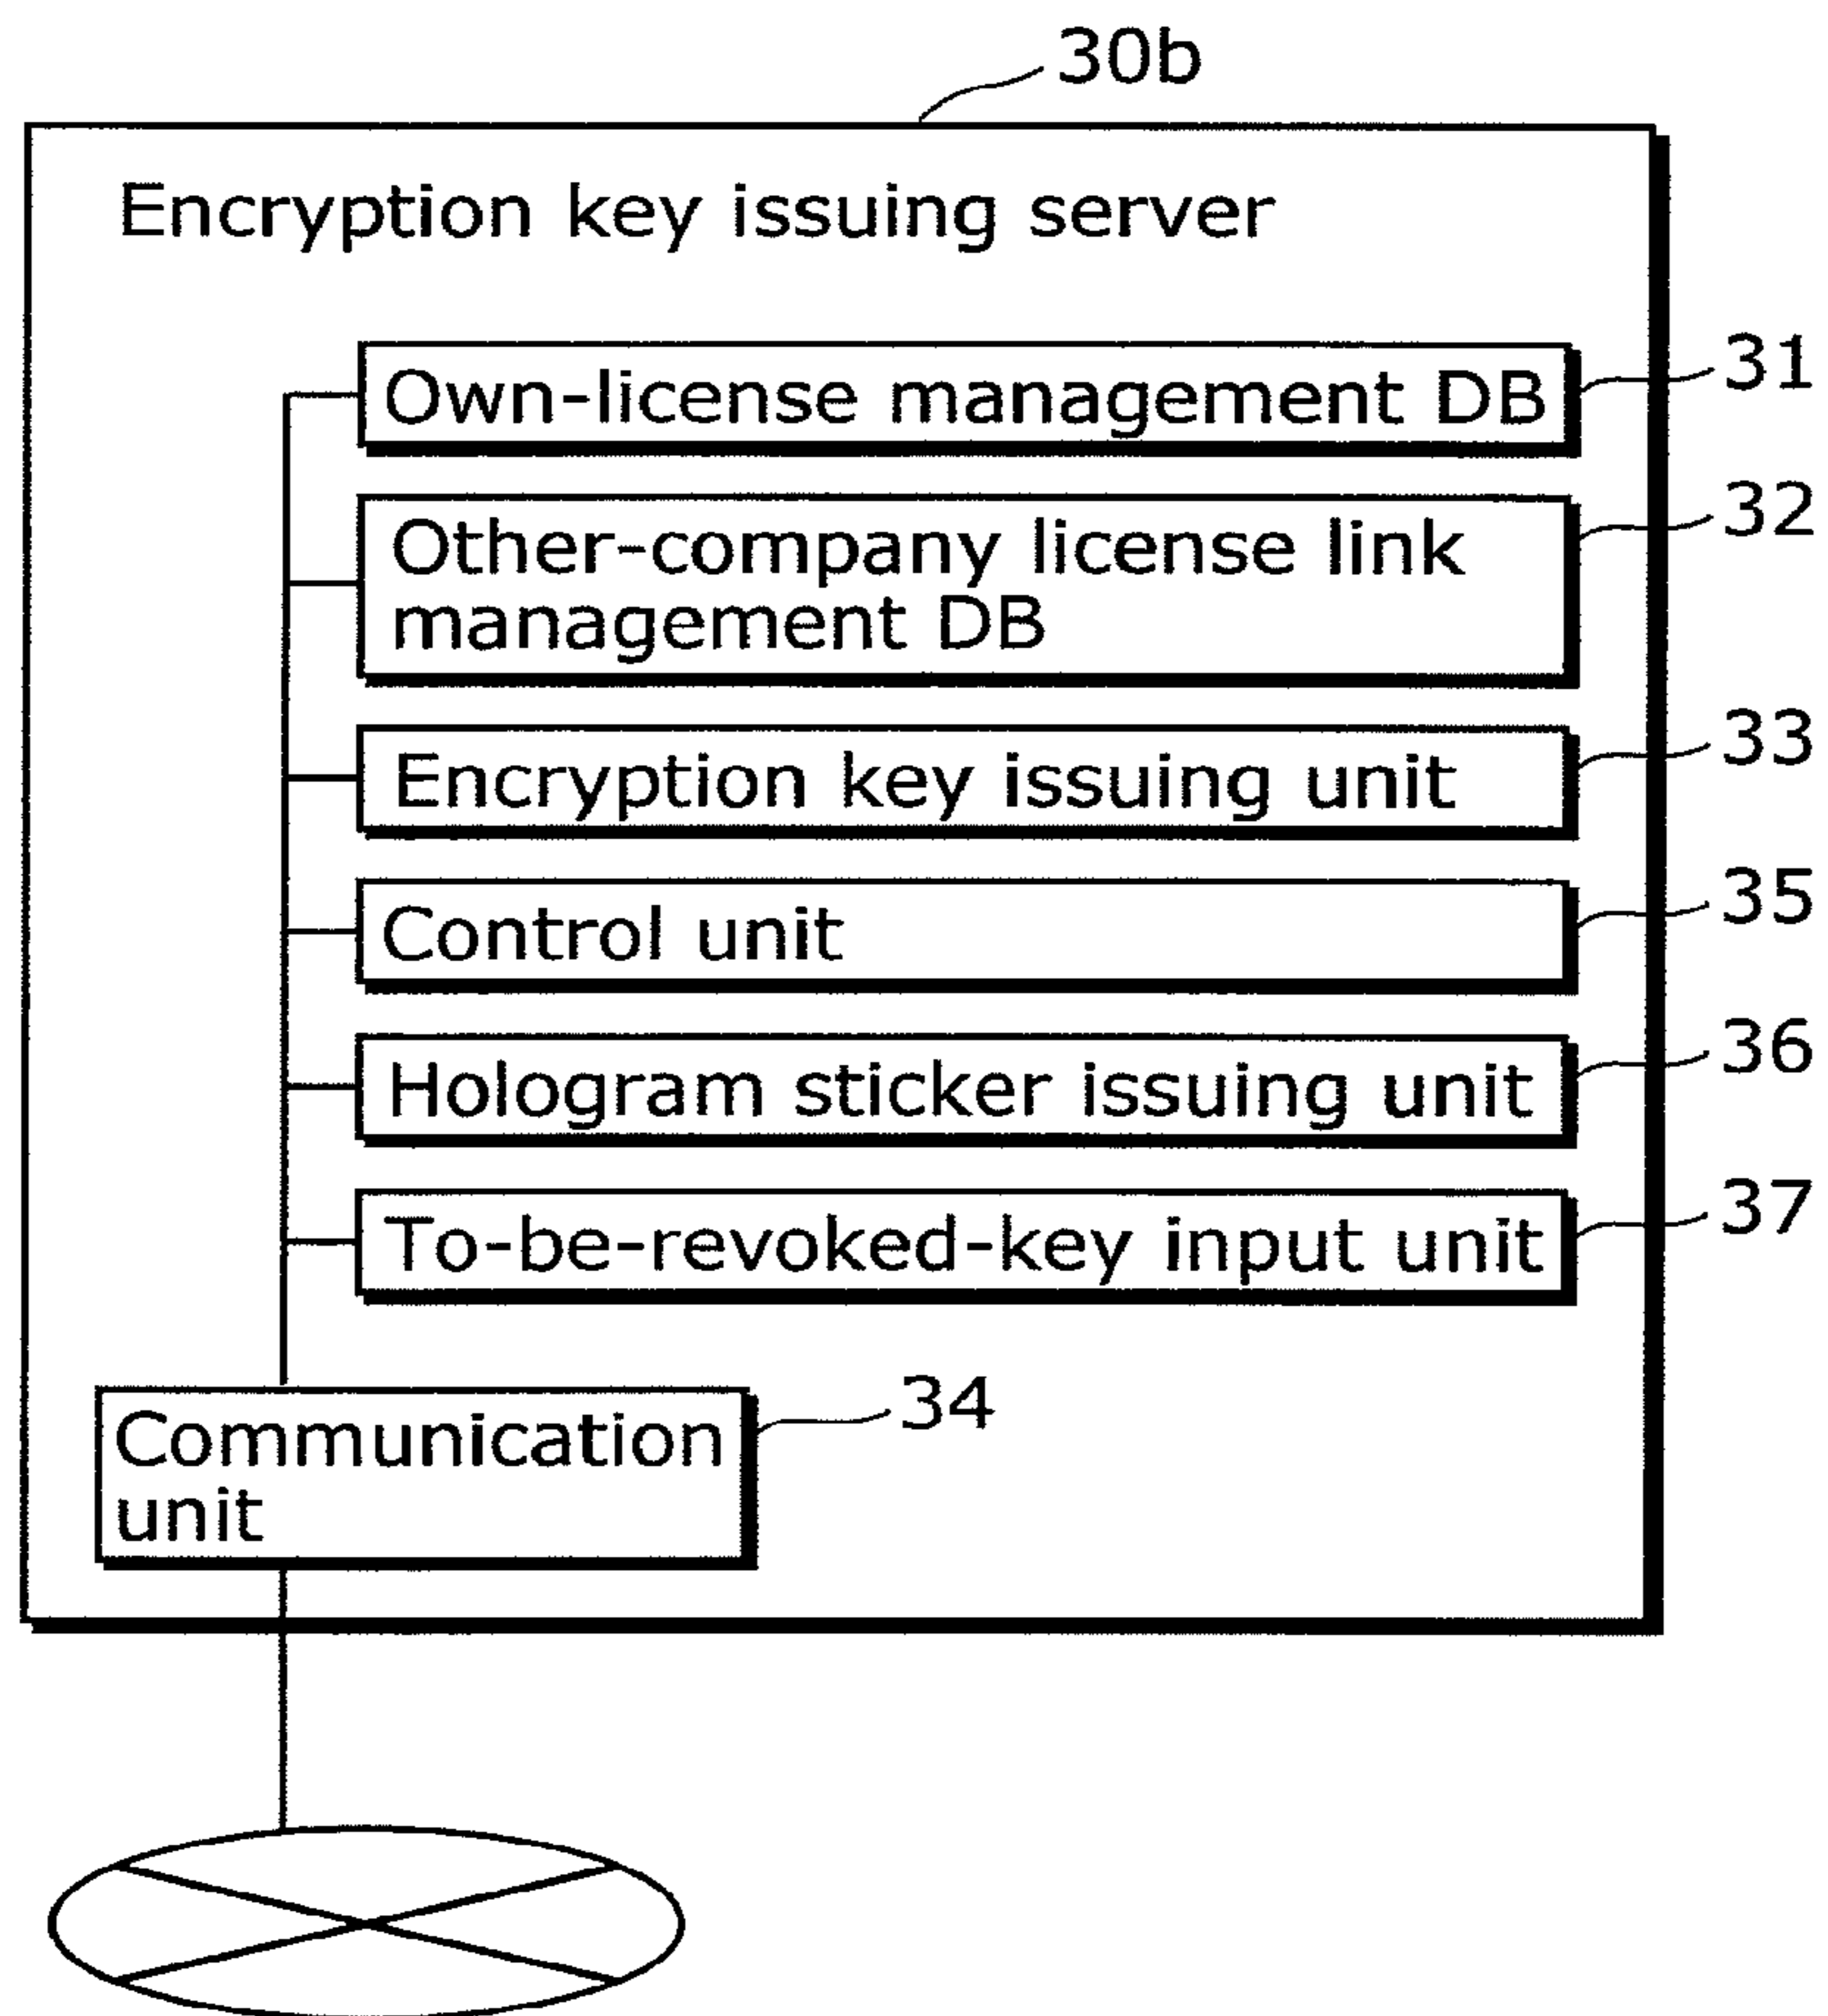 30b
Encryption key issuing server
Own-license management DB
31
Other-company license link
management DB
32
Encryption key issuing unit
33
Control unit
35
Hologram sticker issuing unit
36
To-be-revoked-key input unit
37
Communication
unit
34